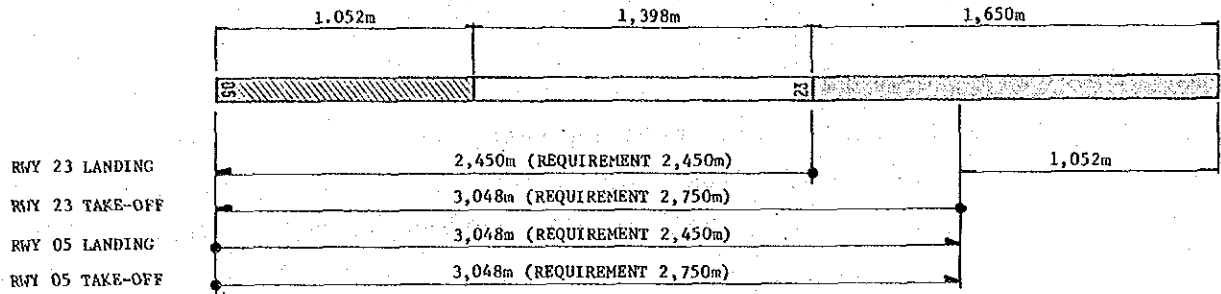 1.052m 1,398m 1,650m
05 23
RWY 23 LANDING 2,450m (REQUIREMENT 2,450m) 1,052m
RWY 23 TAKE-OFF 3,048m (REQUIREMENT 2,750m)
RWY 05 LANDING 3,048m (REQUIREMENT 2,450m)
RWY 05 TAKE-OFF 3,048m (REQUIREMENT 2,750m)